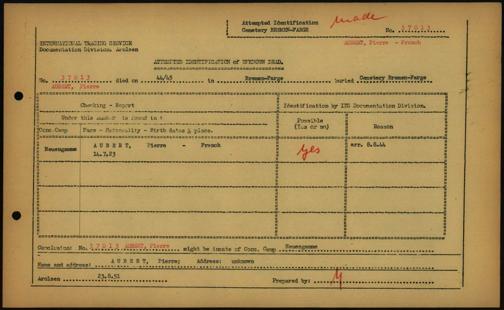 Attempted Identification made
Cemetery BREMEN-FARGE No. 37013
AUBERT, Pierre - French
INTERNATIONAL TRACING SERVICE
Documentation Division. Arolsen
ATTEMPTED IDENTIFICATION of UNKNOWN DEAD.
No. 37013 died on 44/45 in Bremen-Farge buried Cemetery Bremen-Farge
AUBERT, Pierre
Checking - Report
Identification by ITS Documentation Division.
Under this number is found in:
Possible (Yes or no)
Reason
Conc.Camp Name - Nationality - Birth dates & place.
Neuengamme AUBERT, Pierre - French Yes arr. 8.8.44
14.7.23
Conclusion: No. 37013 AUBERT, Pierre might be inmate of Conc. Camp Neuengamme
Name and address: AUBERT, Pierre; Address: unknown
Arolsen 23.8.51 Prepared by: